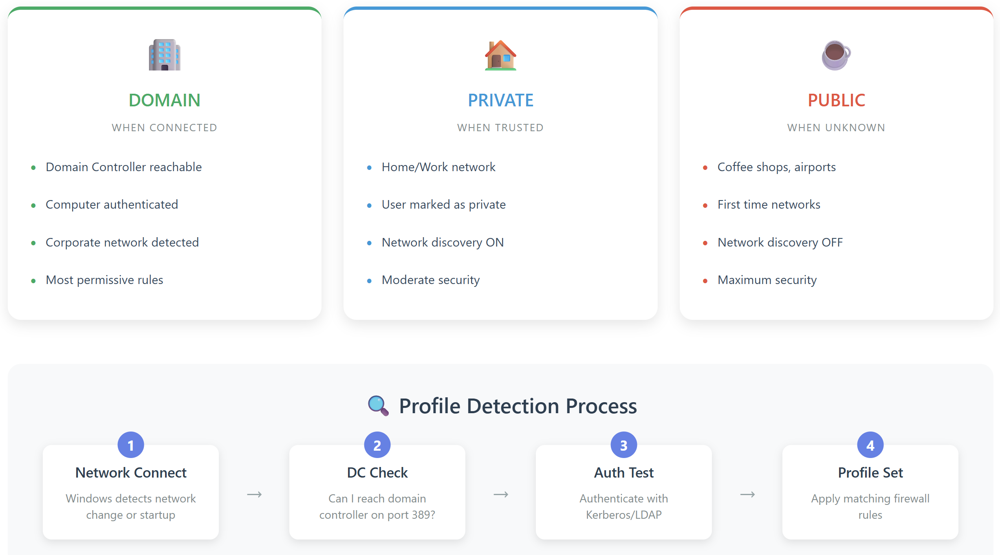 DOMAIN
WHEN CONNECTED
Domain Controller reachable
Computer authenticated
Corporate network detected
Most permissive rules
PRIVATE
WHEN TRUSTED
Home/Work network
User marked as private
Network discovery ON
Moderate security
PUBLIC
WHEN UNKNOWN
Coffee shops, airports
First time networks
Network discovery OFF
Maximum security
Profile Detection Process
1
Network Connect
Windows detects network
change or startup
→
2
DC Check
Can I reach domain
controller on port 389?
→
3
Auth Test
Authenticate with
Kerberos/LDAP
→
4
Profile Set
Apply matching firewall
rules